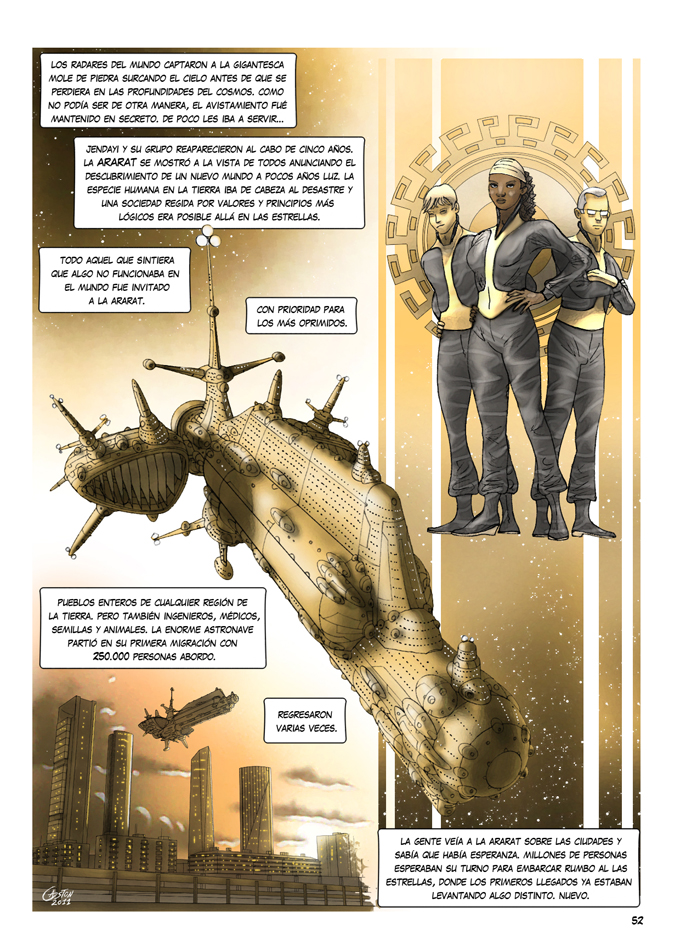 LOS RADARES DEL MUNDO CAPTARON A LA GIGANTESCA
MOLE DE PIEDRA SURCANDO EL CIELO ANTES DE QUE SE
PERDIERA EN LAS PROFUNDIDADES DEL COSMOS. COMO
NO PODÍA SER DE OTRA MANERA, EL AVISTAMIENTO FUÉ
MANTENIDO EN SECRETO. DE POCO LES IBA A SERVIR...
JENDAYI Y SU GRUPO REAPARECIERON AL CABO DE CINCO AÑOS.
LA ARARAT SE MOSTRÓ A LA VISTA DE TODOS ANUNCIANDO EL
DESCUBRIMIENTO DE UN NUEVO MUNDO A POCOS AÑOS LUZ. LA
ESPECIE HUMANA EN LA TIERRA IBA DE CABEZA AL DESASTRE Y
UNA SOCIEDAD REGIDA POR VALORES Y PRINCIPIOS MÁS
LÓGICOS ERA POSIBLE ALLÁ EN LAS ESTRELLAS.
TODO AQUEL QUE SINTIERA
QUE ALGO NO FUNCIONABA EN
EL MUNDO FUE INVITADO
A LA ARARAT.
CON PRIORIDAD PARA
LOS MÁS OPRIMIDOS.
PUEBLOS ENTEROS DE CUALQUIER REGIÓN DE
LA TIERRA. PERO TAMBIÉN INGENIEROS, MÉDICOS,
SEMILLAS Y ANIMALES. LA ENORME ASTRONAVE
PARTIÓ EN SU PRIMERA MIGRACIÓN CON
250.000 PERSONAS ABORDO.
REGRESARON
VARIAS VECES.
LA GENTE VEÍA A LA ARARAT SOBRE LAS CIUDADES Y
SABÍA QUE HABÍA ESPERANZA. MILLONES DE PERSONAS
ESPERABAN SU TURNO PARA EMBARCAR RUMBO AL LAS
ESTRELLAS, DONDE LOS PRIMEROS LLEGADOS YA ESTABAN
LEVANTANDO ALGO DISTINTO. NUEVO.
2011
52